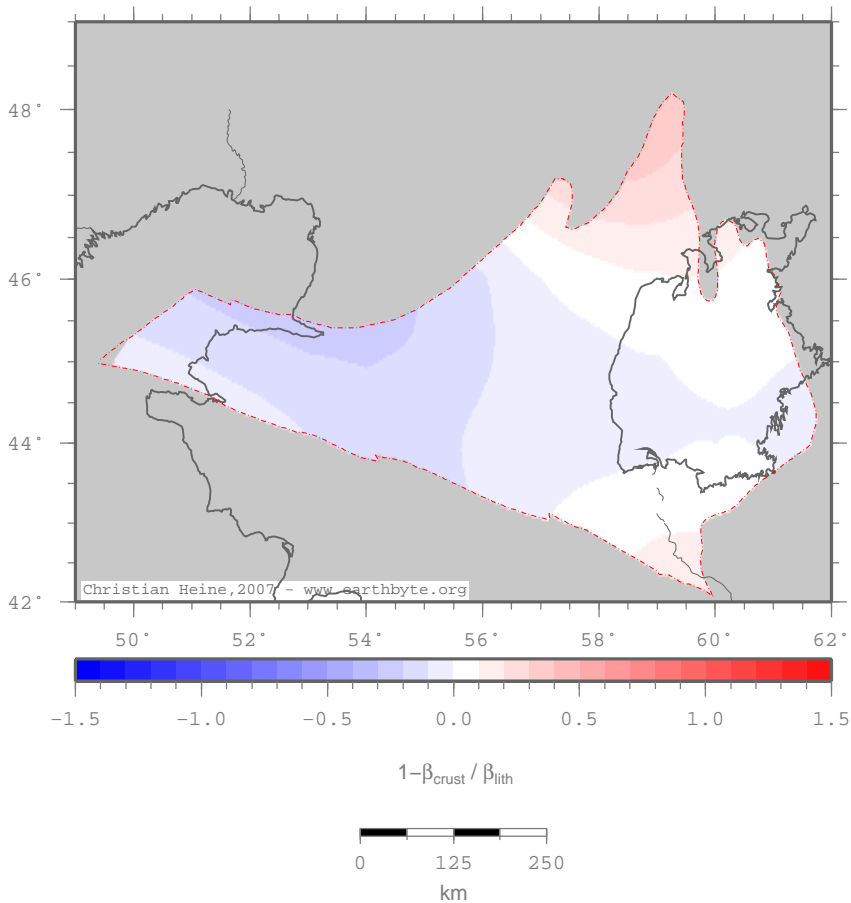 48°
46°
44°
42°
Christian Heine,2007 - www.earthbyte.org
50° 52° 54° 56° 58° 60° 62°
−1.5 −1.0 −0.5 0.0 0.5 1.0 1.5
1−βcrust / βlith
0 125 250
km